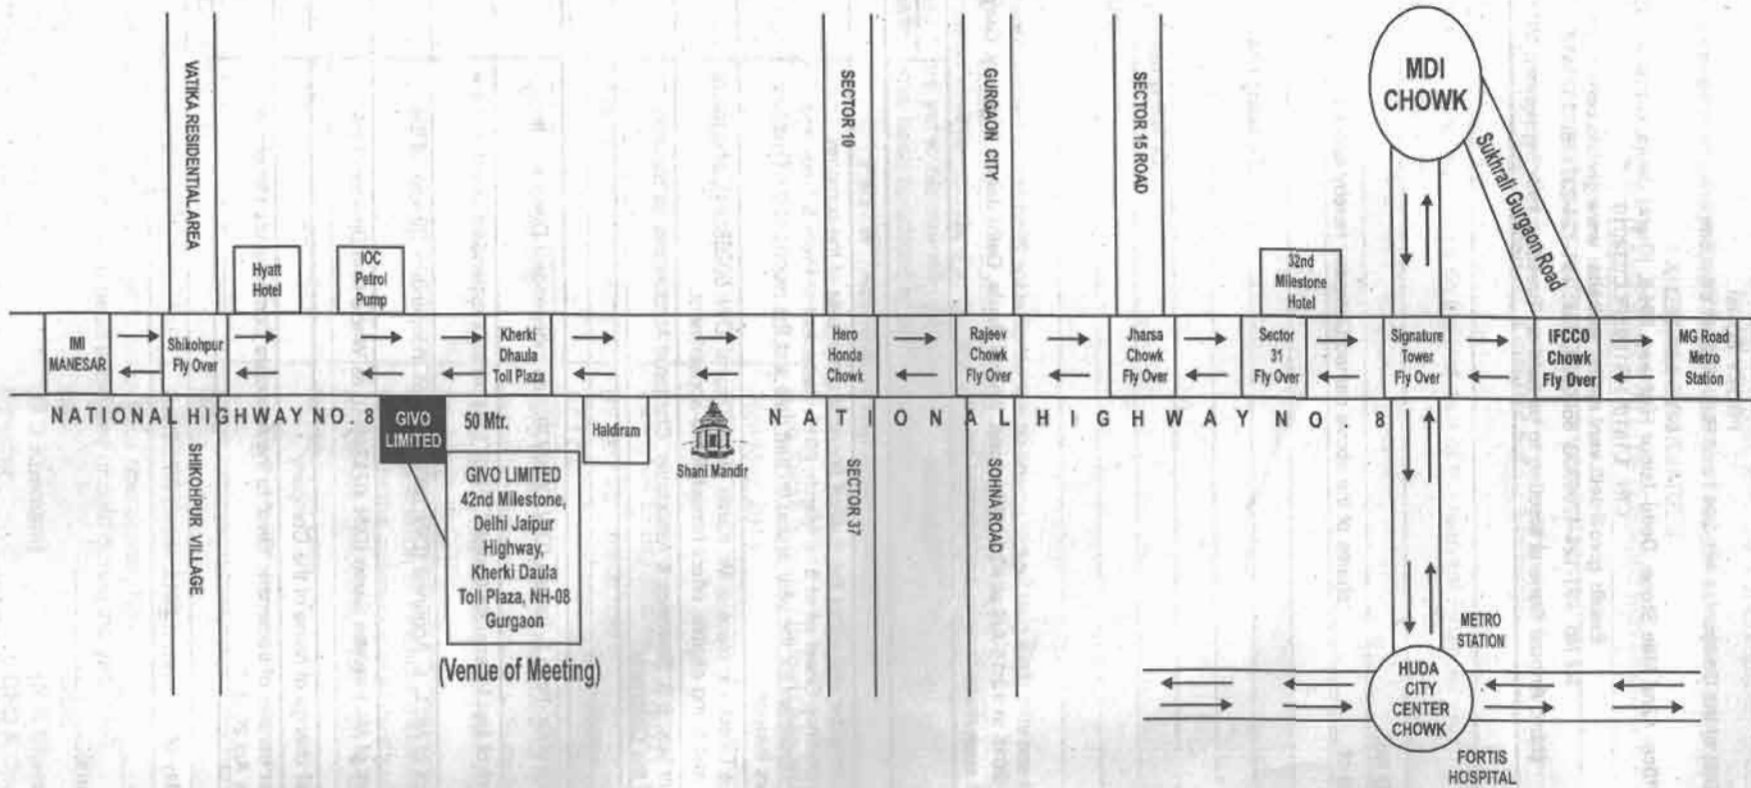 MDI
CHOWK
Sukhrali Gurgaon Road
VATIKA RESIDENTIAL AREA
SECTOR 10
GURGAON CITY
SECTOR 15 ROAD
Hyatt
Hotel
IOC
Petrol
Pump
32nd
Milestone
Hotel
IMI
MANESAR
Shikohpur
Fly Over
Kherki
Dhaula
Toll Plaza
Hero
Honda
Chowk
Rajeev
Chowk
Fly Over
Jharsa
Chowk
Fly Over
Sector
31
Fly Over
Signature
Tower
Fly Over
IFCCO
Chowk
Fly Over
MG Road
Metro
Station
NATIONAL HIGHWAY NO. 8
NATIONAL HIGHWAY NO. 8
GIVO
LIMITED
50 Mtr.
Haldiram
Shani Mandir
SHIKOHPUR VILLAGE
SECTOR 37
SOHNA ROAD
GIVO LIMITED
42nd Milestone,
Delhi Jaipur
Highway,
Kherki Daula
Toll Plaza, NH-08
Gurgaon
(Venue of Meeting)
METRO
STATION
HUDA
CITY
CENTER
CHOWK
FORTIS
HOSPITAL